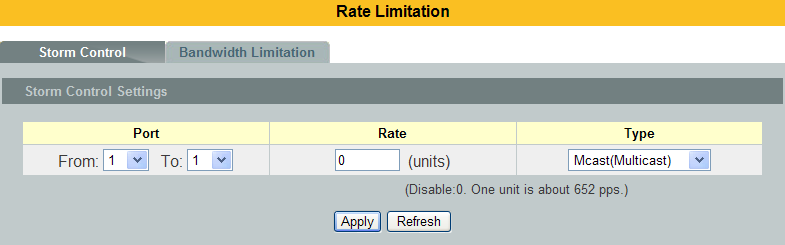 Rate Limitation
Storm Control Bandwidth Limitation
Storm Control Settings
Port Rate Type
From: 1 To: 1 0 (units) Mcast(Multicast)
(Disable:0. One unit is about 652 pps.)
Apply Refresh